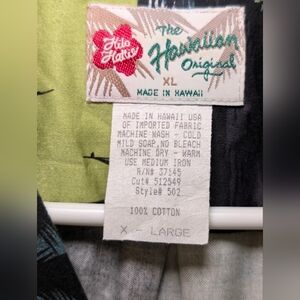 Hilo
Hattie
The
Hawaiian
Original
XL
MADE IN HAWAII
MADE IN HAWAII USA
OF IMPORTED FABRIC
MACHINE WASH - COLD
MILD SOAP, NO BLEACH
MACHINE DRY - WARM
USE MEDIUM IRON
R/N# 37145
Cut# 512549
Style# 502
100% COTTON
X - LARGE